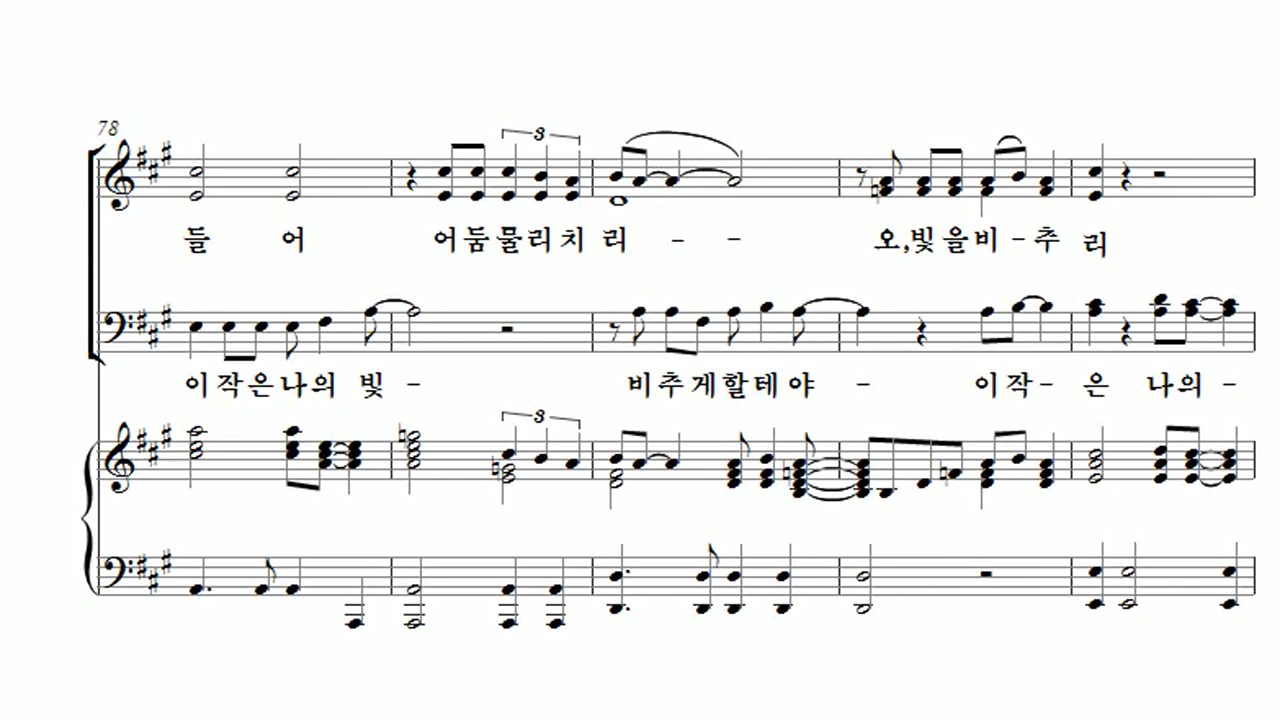 78
3
들 어 어둠물리치 리 - - 오,빛을비-추 리
이작은나의 빛 - 비추게할테야 - 이작- 은 나의-
3